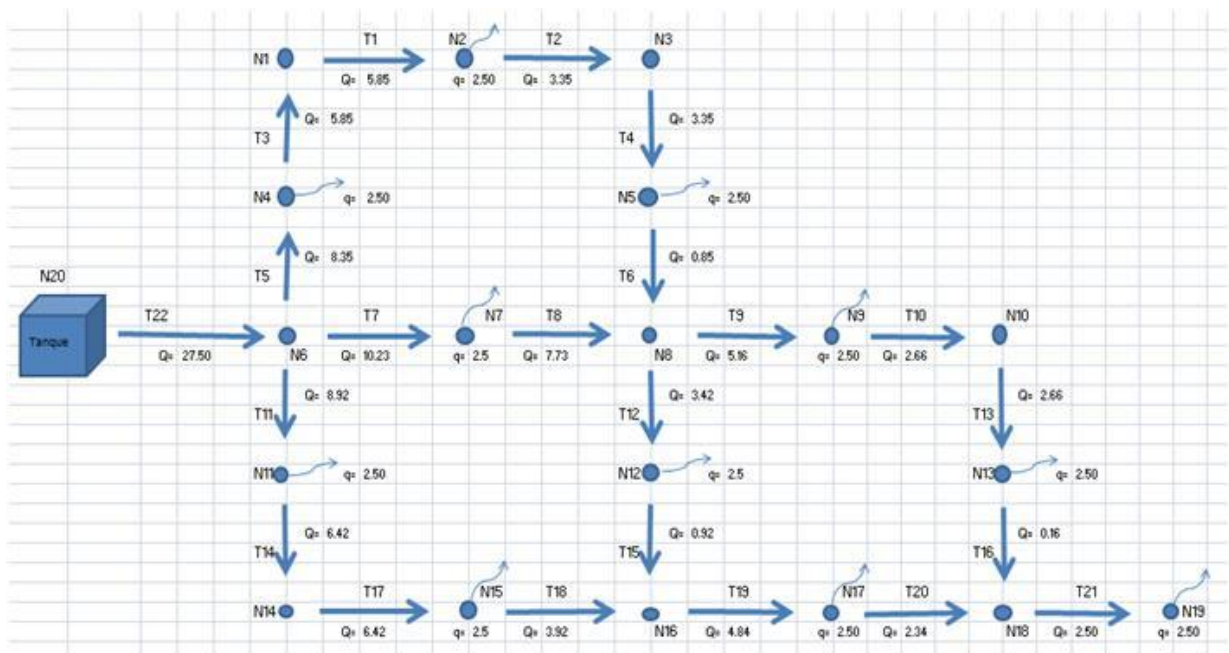 T1 N2 T2 N3
N1
Q= 5.85 q= 2.50 Q= 3.35
Q= 5.85 Q= 3.35
T3 T4
N4 q= 2.50 N5 q= 2.50
Q= 8.35 Q= 0.85
N20 T5 T6
T22 T7 N7 T8 T9 N9 T10 N10
Tanque
Q= 27.50 N6 Q= 10.23 q= 2.5 Q= 7.73 N8 Q= 5.16 q= 2.50 Q= 2.66
Q= 8.92 Q= 3.42 Q= 2.66
T11 T12 T13
N11 q= 2.50 N12 q= 2.5 N13 q= 2.50
Q= 6.42 Q= 0.92 Q= 0.16
T14 T15 T16
T17 N15 T18 T19 N17 T20 T21
N14 N19
Q= 6.42 q= 2.5 Q= 3.92 N16 Q= 4.84 q= 2.50 Q= 2.34 N18 Q= 2.50 q= 2.50